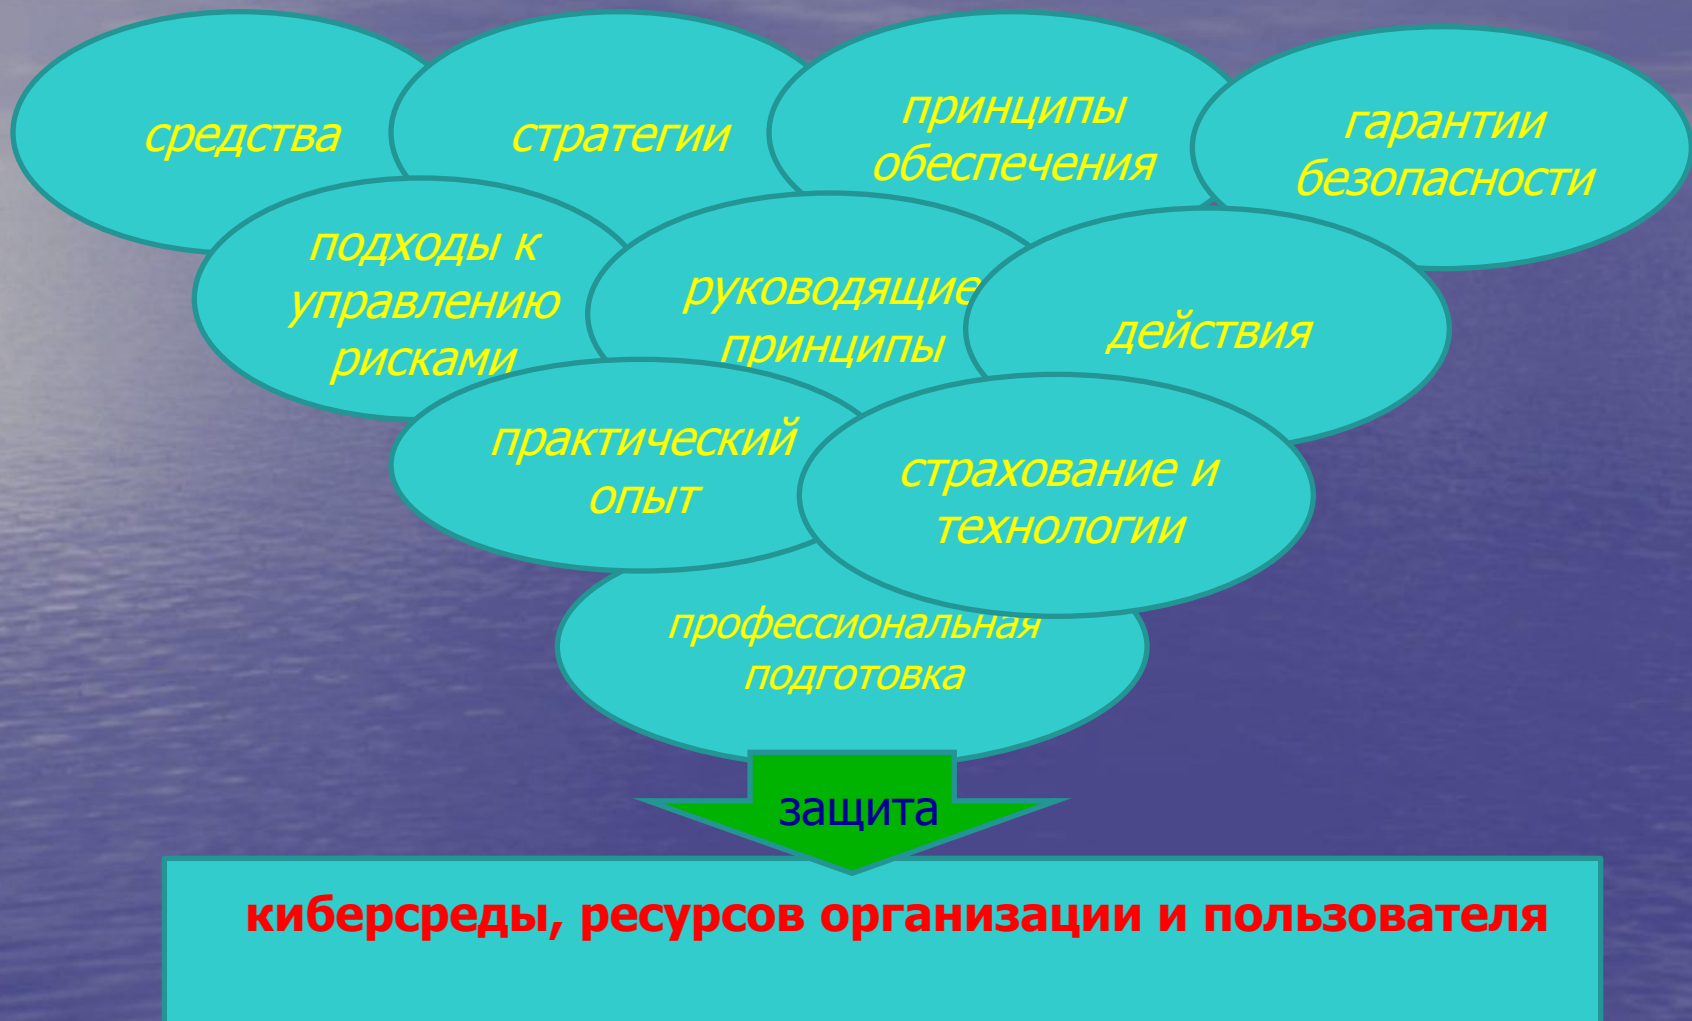 средства
стратегии
принципы
обеспечения
гарантии
безопасности
подходы к
управлению
рисками
руководящие
принципы
действия
практический
опыт
страхование и
технологии
профессиональная
подготовка
защита
киберсреды, ресурсов организации и пользователя